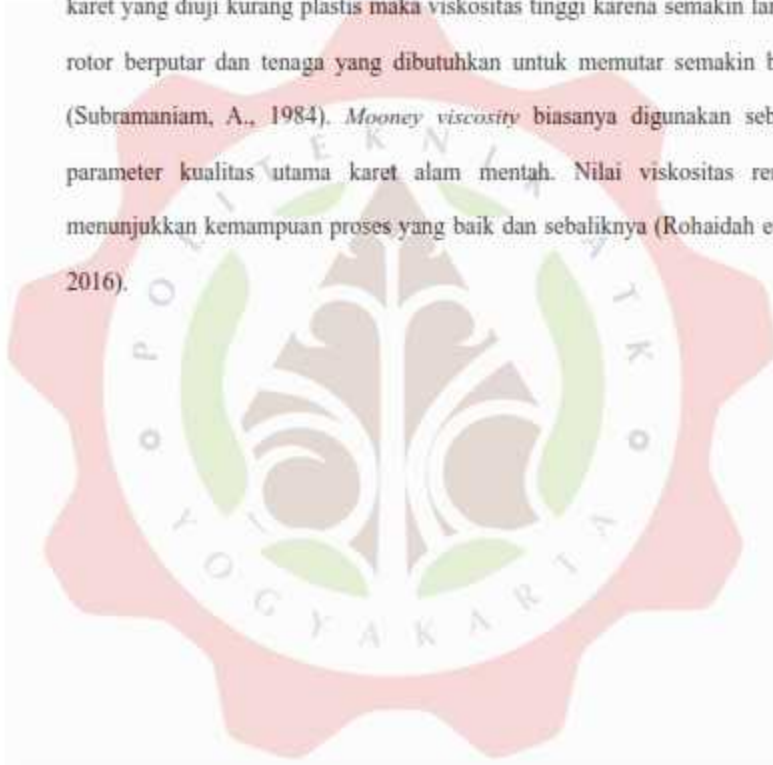 karet yang diuji kurang plastis maka viskositas tinggi karena semakin
rotor berputar dan tenaga yang dibutuhkan untuk memutar semakin
(Subramaniam, A., 1984). Mooney viscosity biasanya digunakan
parameter kualitas utama karet alam mentah. Nilai viskositas
menunjukkan kemampuan proses yang baik dan sebaliknya (Rohaidah
2016).
POLITEKNIK ATK
YOGYAKARTA